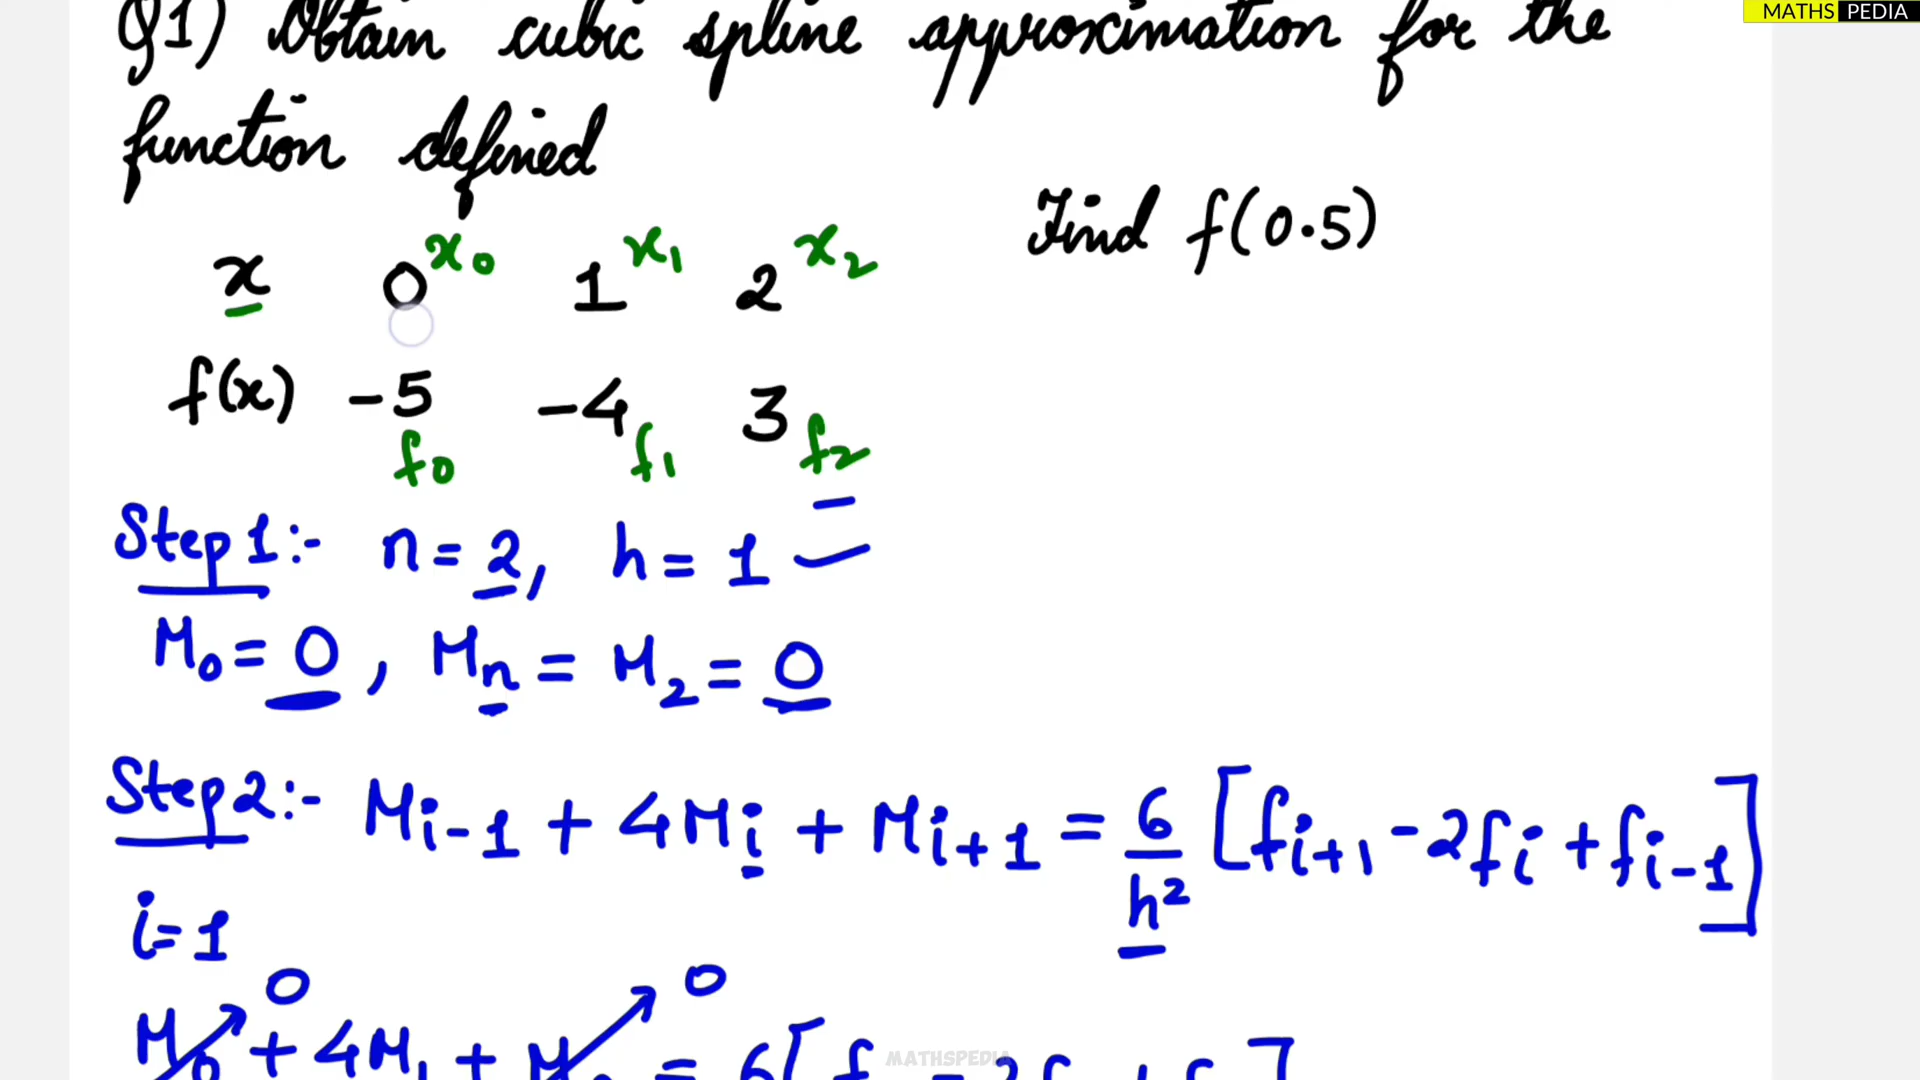 MATHS PEDIA
Q1) Obtain cubic spline approximation for the
function defined
Find f(0.5)
x 0 x₀ 1 x₁ 2 x₂
f(x) -5 -4 3
f₀ f₁ f₂
Step 1:- n = 2, h = 1
M₀ = 0, Mₙ = M₂ = 0
Step 2:- Mᵢ₋₁ + 4Mᵢ + Mᵢ₊₁ = 6/h² [fᵢ₊₁ - 2fᵢ + fᵢ₋₁]
i = 1
0 0
M₀ + 4M₁ + M = 6[f - 2f + f ]
MATHSPEDIA